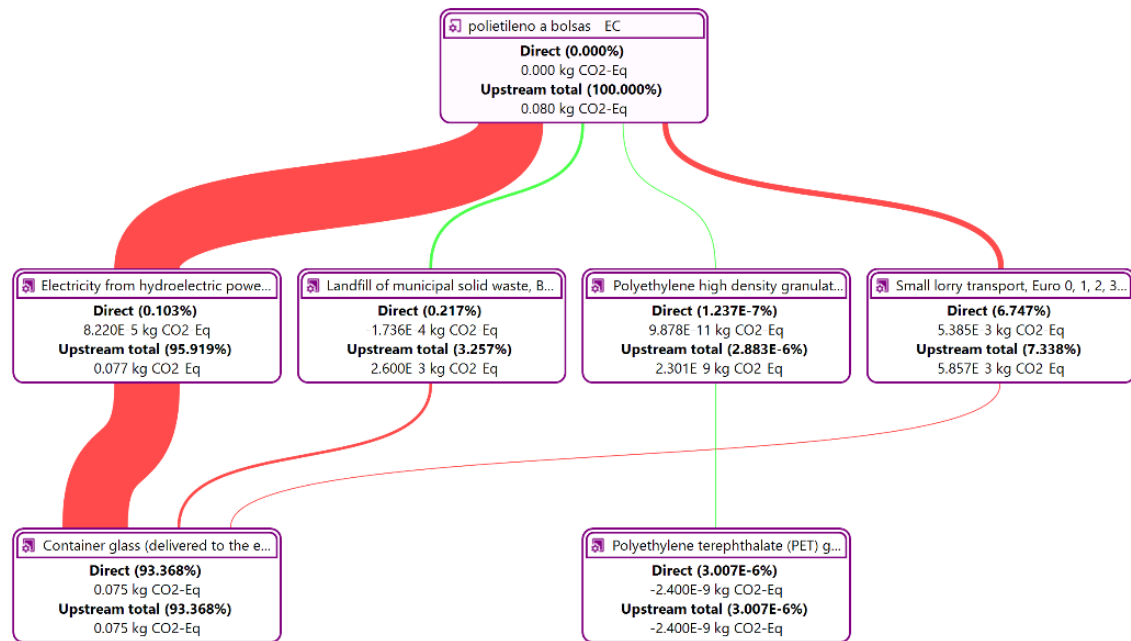 polietileno a bolsas EC
Direct (0.000%)
0.000 kg CO2-Eq
Upstream total (100.000%)
0.080 kg CO2-Eq
Electricity from hydroelectric powe...
Direct (0.103%)
8.220E 5 kg CO2 Eq
Upstream total (95.919%)
0.077 kg CO2 Eq
Landfill of municipal solid waste, B...
Direct (0.217%)
1.736E 4 kg CO2 Eq
Upstream total (3.257%)
2.600E 3 kg CO2 Eq
Polyethylene high density granulat...
Direct (1.237E-7%)
9.878E 11 kg CO2 Eq
Upstream total (2.883E-6%)
2.301E 9 kg CO2 Eq
Small lorry transport, Euro 0, 1, 2, 3...
Direct (6.747%)
5.385E 3 kg CO2 Eq
Upstream total (7.338%)
5.857E 3 kg CO2 Eq
Container glass (delivered to the e...
Direct (93.368%)
0.075 kg CO2-Eq
Upstream total (93.368%)
0.075 kg CO2-Eq
Polyethylene terephthalate (PET) g...
Direct (3.007E-6%)
-2.400E-9 kg CO2-Eq
Upstream total (3.007E-6%)
-2.400E-9 kg CO2-Eq